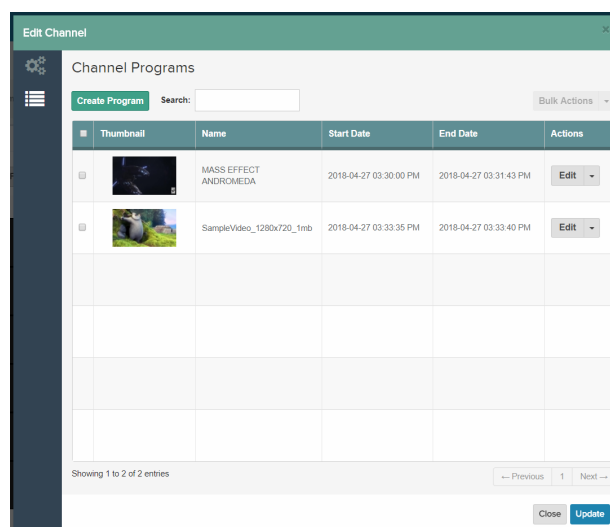 Edit Channel
×
Channel Programs
Create Program Search: Bulk Actions
Thumbnail Name Start Date End Date Actions
MASS EFFECT
ANDROMEDA
2018-04-27 03:30:00 PM 2018-04-27 03:31:43 PM Edit
SampleVideo_1280x720_1mb 2018-04-27 03:33:35 PM 2018-04-27 03:33:40 PM Edit
Showing 1 to 2 of 2 entries
← Previous 1 Next →
Close Update